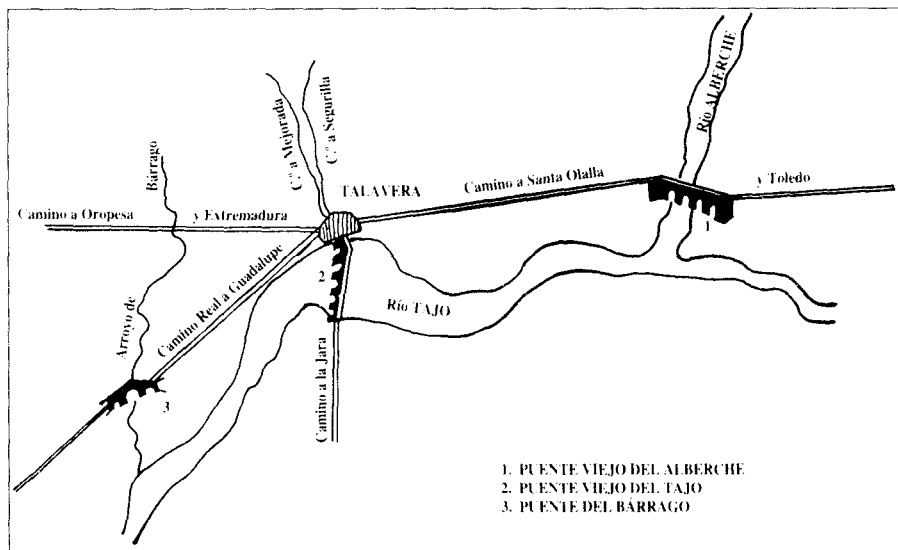 Río ALBERCHE
C.º a Mejorada
C.º a Segurilla
Bárrago
TALAVERA
Camino a Santa Olalla
y Toledo
Camino a Oropesa
y Extremadura
1
2
Camino Real a Guadalupe
Río TAJO
Arroyo de
Camino a la Jara
3
1. PUENTE VIEJO DEL ALBERCHE
2. PUENTE VIEJO DEL TAJO
3. PUENTE DEL BÁRRAGO